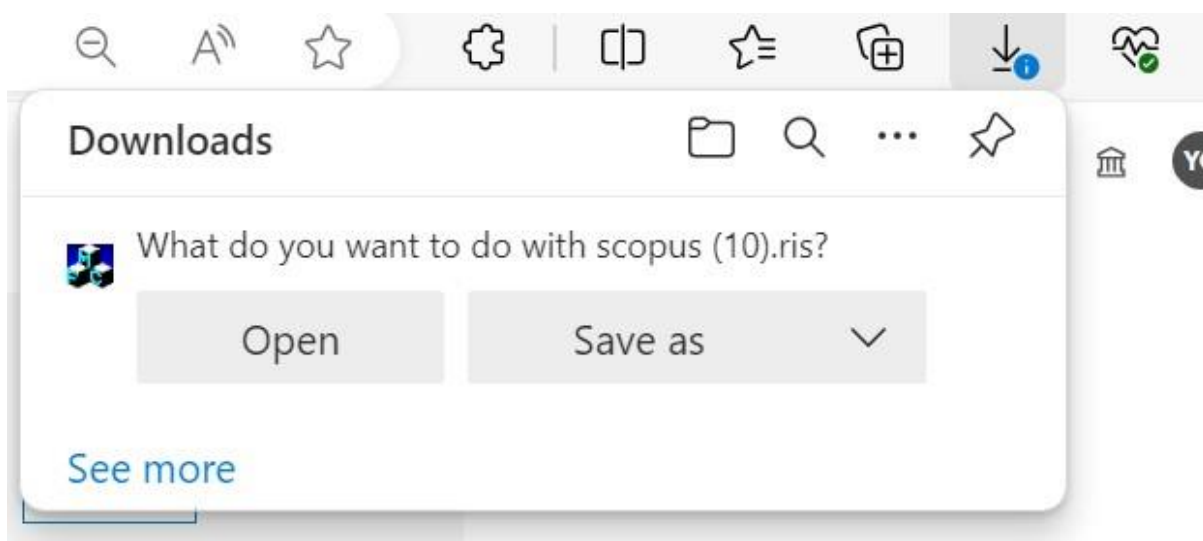 A
Downloads
What do you want to do with scopus (10).ris?
Open
Save as
See more